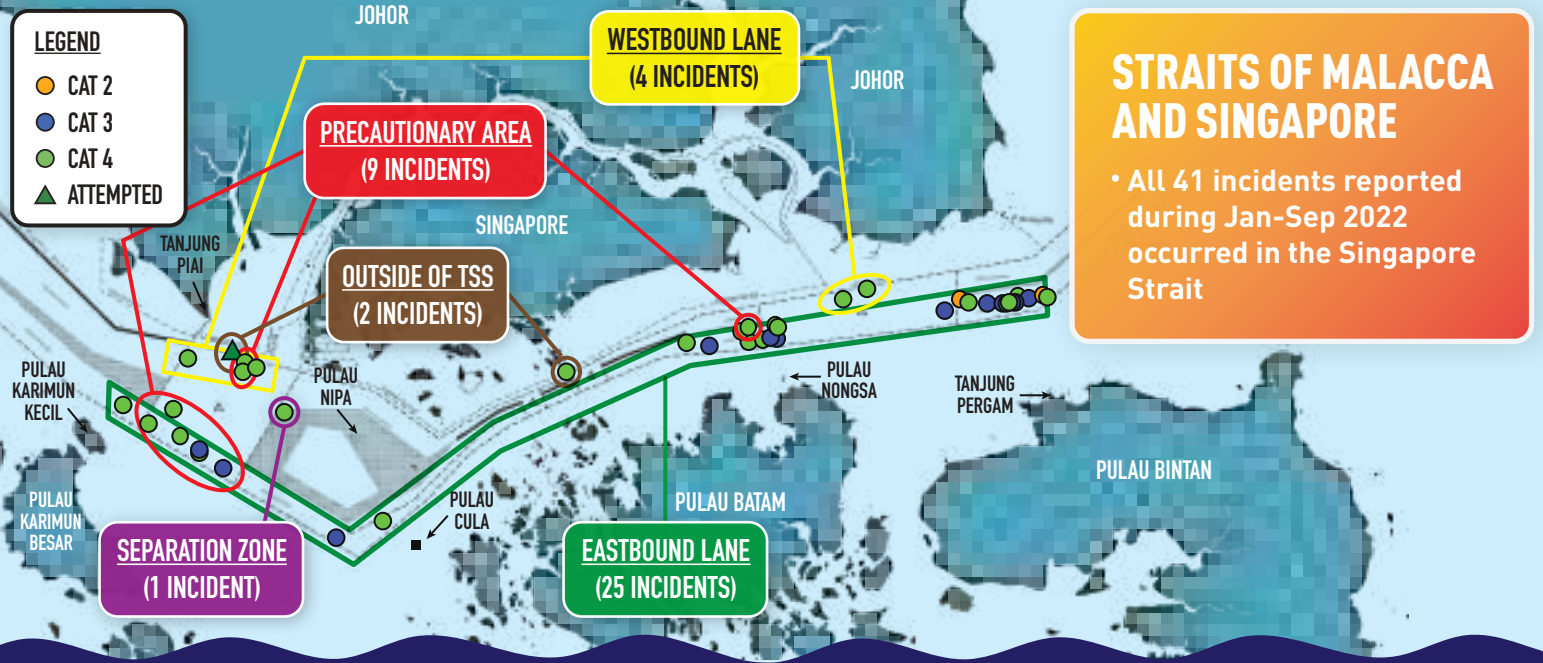 LEGEND
CAT 2
CAT 3
CAT 4
ATTEMPTED
JOHOR
WESTBOUND LANE
(4 INCIDENTS)
JOHOR
PRECAUTIONARY AREA
(9 INCIDENTS)
SINGAPORE
TANJUNG
PIAI
OUTSIDE OF TSS
(2 INCIDENTS)
PULAU
KARIMUN
KECIL
PULAU
NIPA
PULAU
NONGSA
TANJUNG
PERGAM
PULAU BINTAN
PULAU
KARIMUN
BESAR
PULAU
CULA
PULAU BATAM
SEPARATION ZONE
(1 INCIDENT)
EASTBOUND LANE
(25 INCIDENTS)
STRAITS OF MALACCA
AND SINGAPORE
• All 41 incidents reported
during Jan-Sep 2022
occurred in the Singapore
Strait